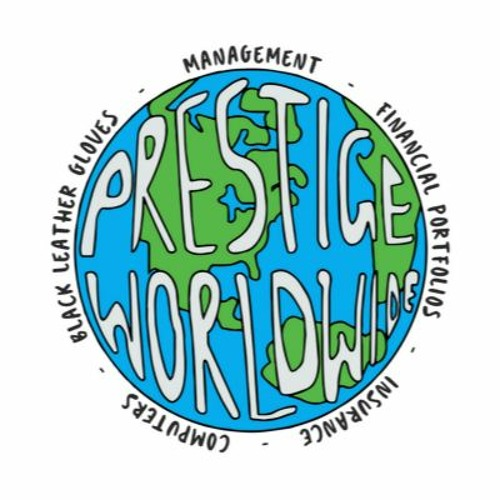 PRESTIGE
WORLDWIDE
MANAGEMENT - FINANCIAL PORTFOLIOS - INSURANCE - COMPUTERS - BLACK LEATHER GLOVES -